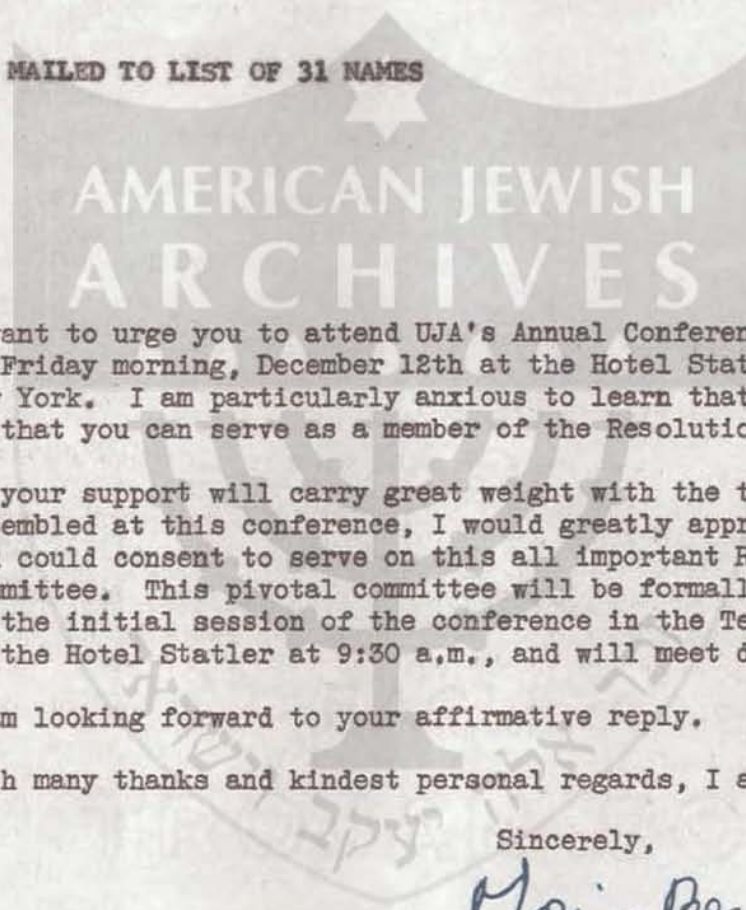 MAILED TO LIST OF 31 NAMES
AMERICAN JEWISH
ARCHIVES
ant to urge you to attend UJA's Annual Conferen
Friday morning, December 12th at the Hotel Stat
York. I am particularly anxious to learn that
that you can serve as a member of the Resolutio
your support will carry great weight with the t
embled at this conference, I would greatly appr
could consent to serve on this all important R
mittee. This pivotal committee will be formall
the initial session of the conference in the Te
the Hotel Statler at 9:30 a.m., and will meet d
m looking forward to your affirmative reply.
h many thanks and kindest personal regards, I a
Sincerely,